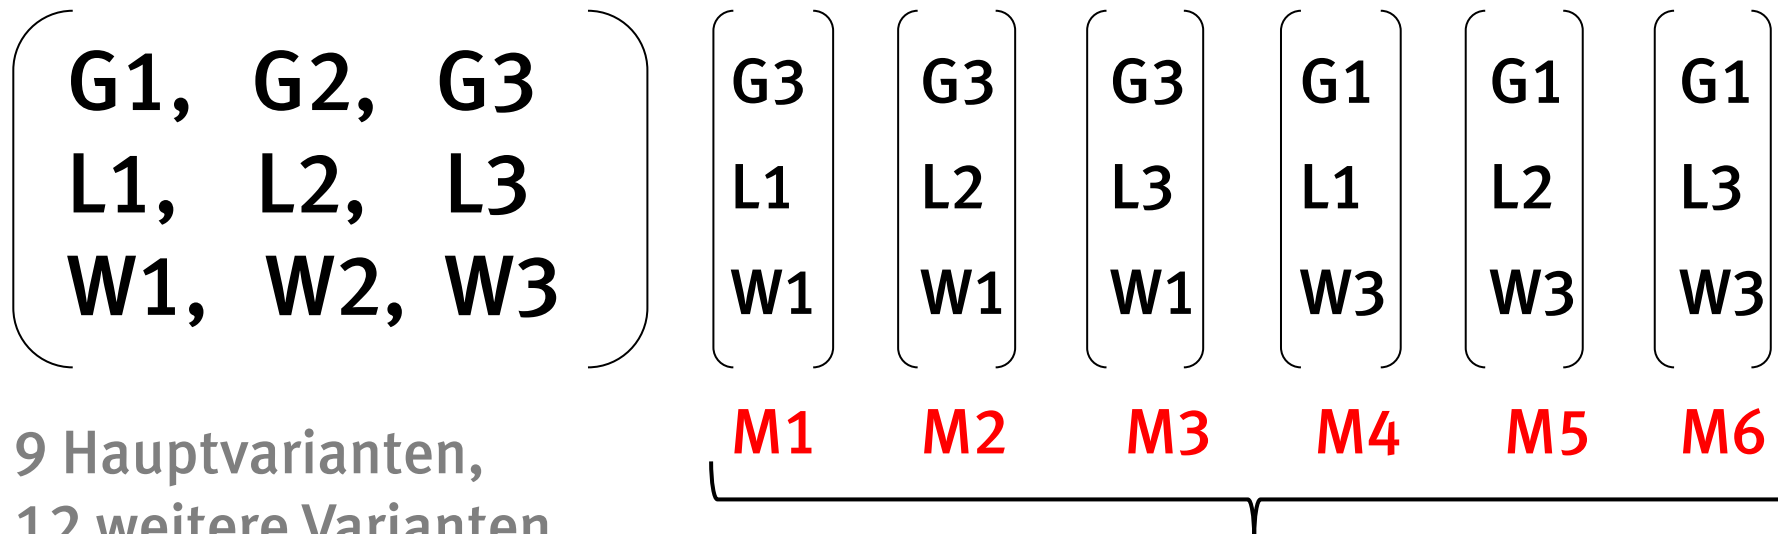 G1, G2, G3
L1, L2, L3
W1, W2, W3
G3 G3 G3 G1 G1 G1
L1 L2 L3 L1 L2 L3
W1 W1 W1 W3 W3 W3
M1 M2 M3 M4 M5 M6
9 Hauptvarianten,
12 weitere Varianten